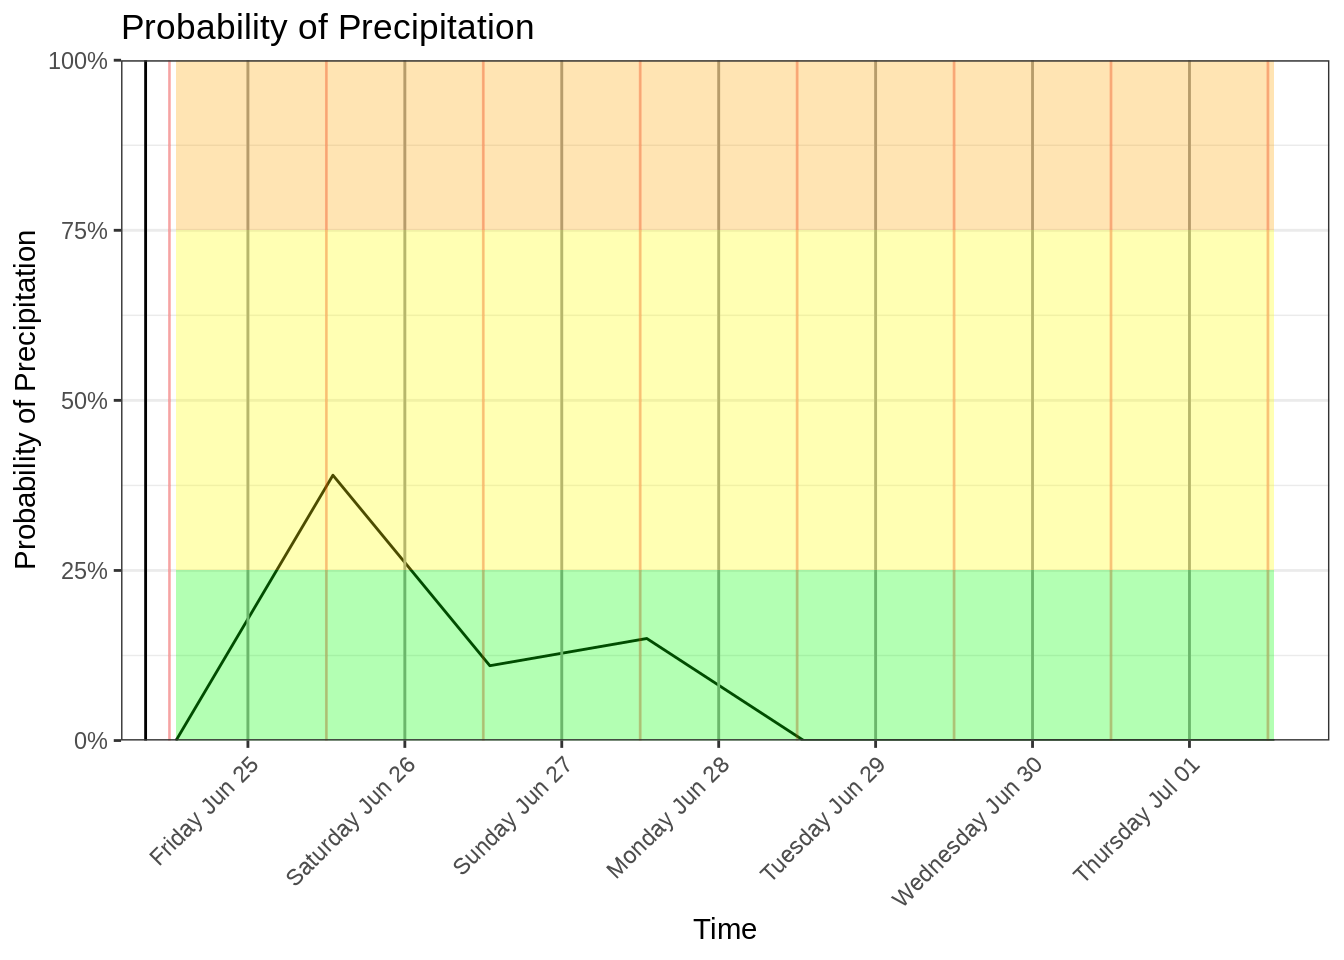 Probability of Precipitation
Probability of Precipitation
100%
75%
50%
25%
0%
Friday Jun 25
Saturday Jun 26
Sunday Jun 27
Monday Jun 28
Tuesday Jun 29
Wednesday Jun 30
Thursday Jul 01
Time